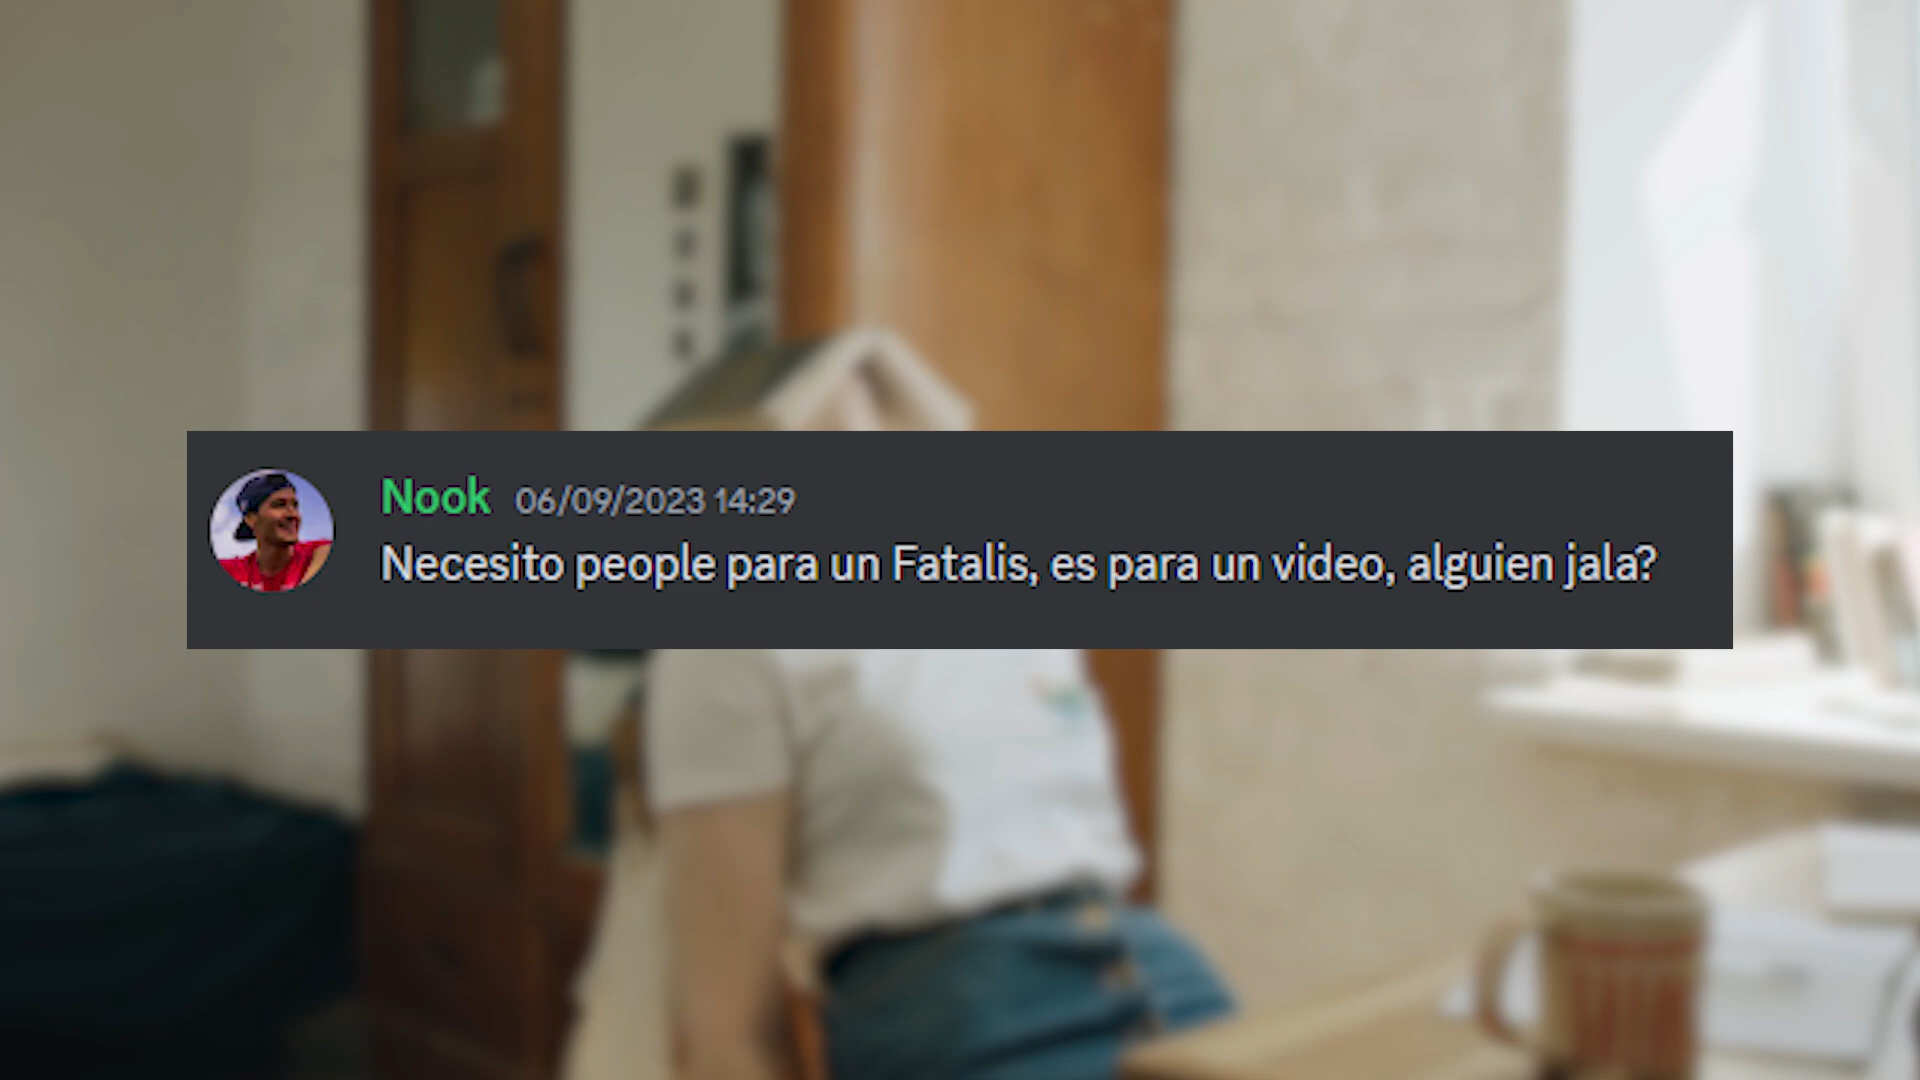 Nook 06/09/2023 14:29
Necesito people para un Fatalis, es para un video, alguien jala?